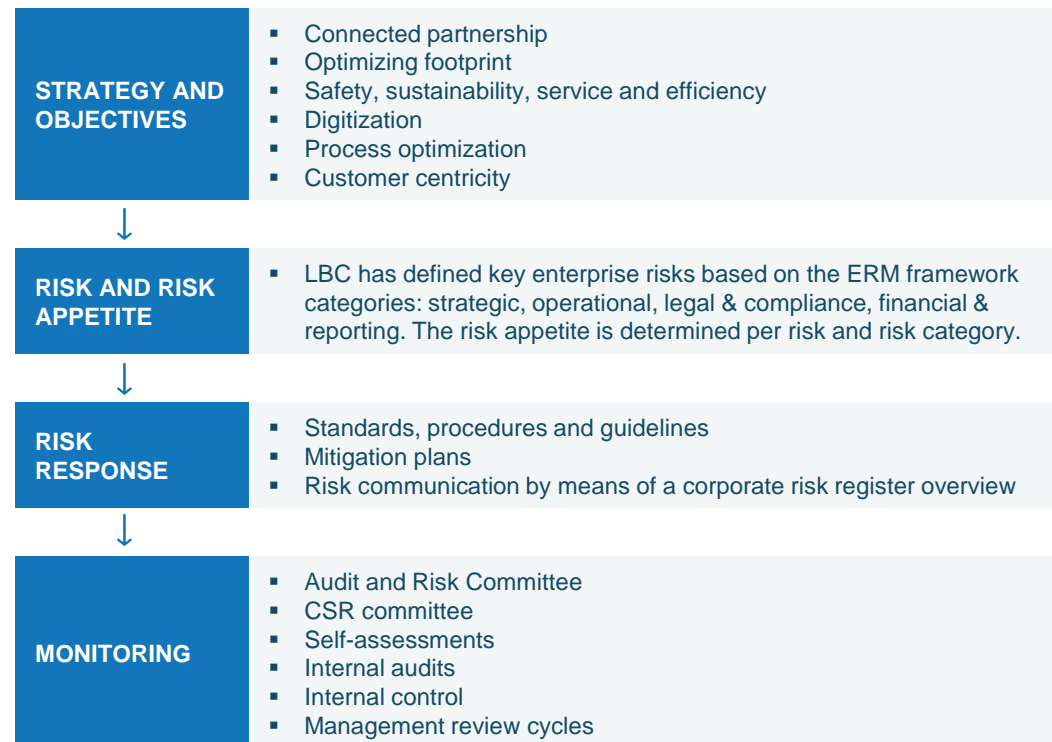 STRATEGY AND
OBJECTIVES
▪ Connected partnership
▪ Optimizing footprint
▪ Safety, sustainability, service and efficiency
▪ Digitization
▪ Process optimization
▪ Customer centricity
RISK AND RISK
APPETITE
▪ LBC has defined key enterprise risks based on the ERM framework
categories: strategic, operational, legal & compliance, financial &
reporting. The risk appetite is determined per risk and risk category.
RISK
RESPONSE
▪ Standards, procedures and guidelines
▪ Mitigation plans
▪ Risk communication by means of a corporate risk register overview
MONITORING
▪ Audit and Risk Committee
▪ CSR committee
▪ Self-assessments
▪ Internal audits
▪ Internal control
▪ Management review cycles